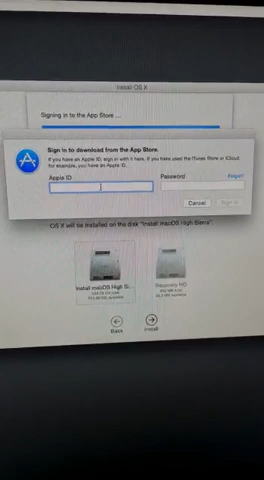 Install OS X
Signing in to the App Store ...
Sign in to download from the App Store.
If you have an Apple ID, sign in with it here. If you have used the iTunes Store or iCloud
for example, you have an Apple ID.
Apple ID
Password
Forgot?
Cancel
Sign in
OS X will be installed on the disk "Install macOS High Sierra".
Install macOS High Si...
Recovery HD
Back
Install